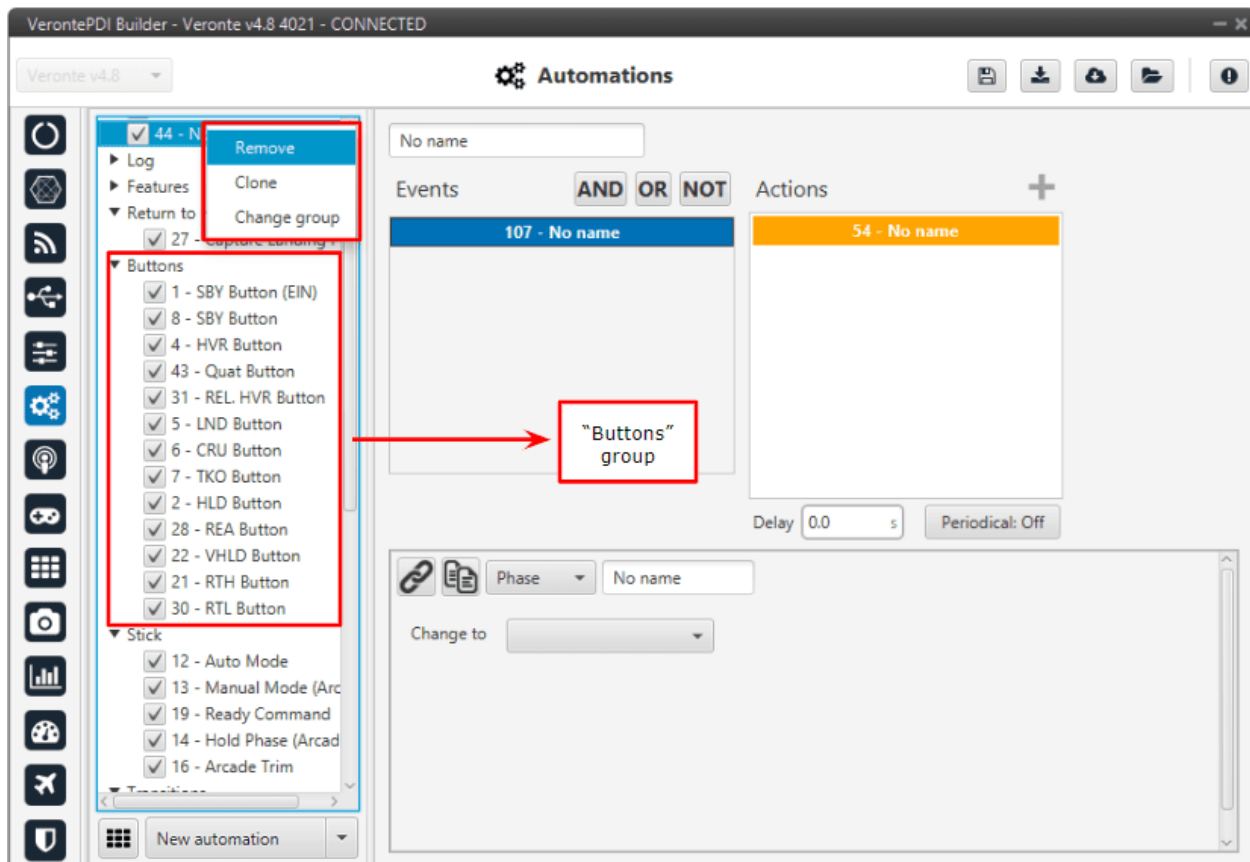 VerontePDI Builder - Veronte v4.8 4021 - CONNECTED
Veronte v4.8
Automations
44 - N
Remove
Log
Clone
Features
Change group
Return to
27 - Capture Landing
Buttons
1 - SBY Button (EIN)
8 - SBY Button
4 - HVR Button
43 - Quat Button
31 - REL. HVR Button
5 - LND Button
6 - CRU Button
7 - TKO Button
2 - HLD Button
28 - REA Button
22 - VHLD Button
21 - RTH Button
30 - RTL Button
Stick
12 - Auto Mode
13 - Manual Mode (Arc
19 - Ready Command
14 - Hold Phase (Arcad
16 - Arcade Trim
Transitions
New automation
No name
Events
AND OR NOT
107 - No name
Actions
54 - No name
"Buttons"
group
Delay 0.0 s
Periodical: Off
Phase
No name
Change to